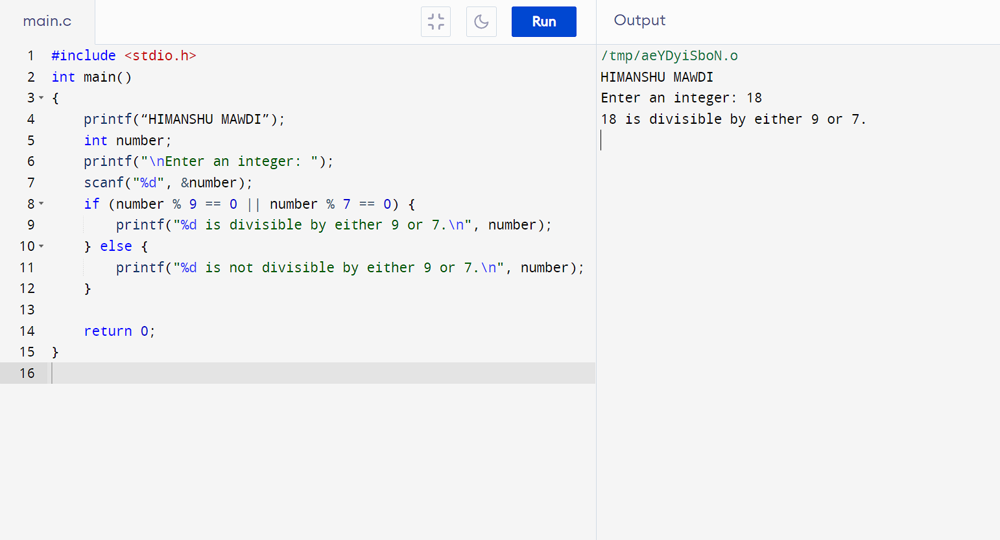 main.c
Run
1 #include <stdio.h>
2 int main()
3 {
4     printf(“HIMANSHU MAWDI”);
5     int number;
6     printf("\nEnter an integer: ");
7     scanf("%d", &number);
8     if (number % 9 == 0 || number % 7 == 0) {
9         printf("%d is divisible by either 9 or 7.\n", number);
10     } else {
11         printf("%d is not divisible by either 9 or 7.\n", number);
12     }
13
14     return 0;
15 }
16
Output
/tmp/aeYDyiSboN.o
HIMANSHU MAWDI
Enter an integer: 18
18 is divisible by either 9 or 7.